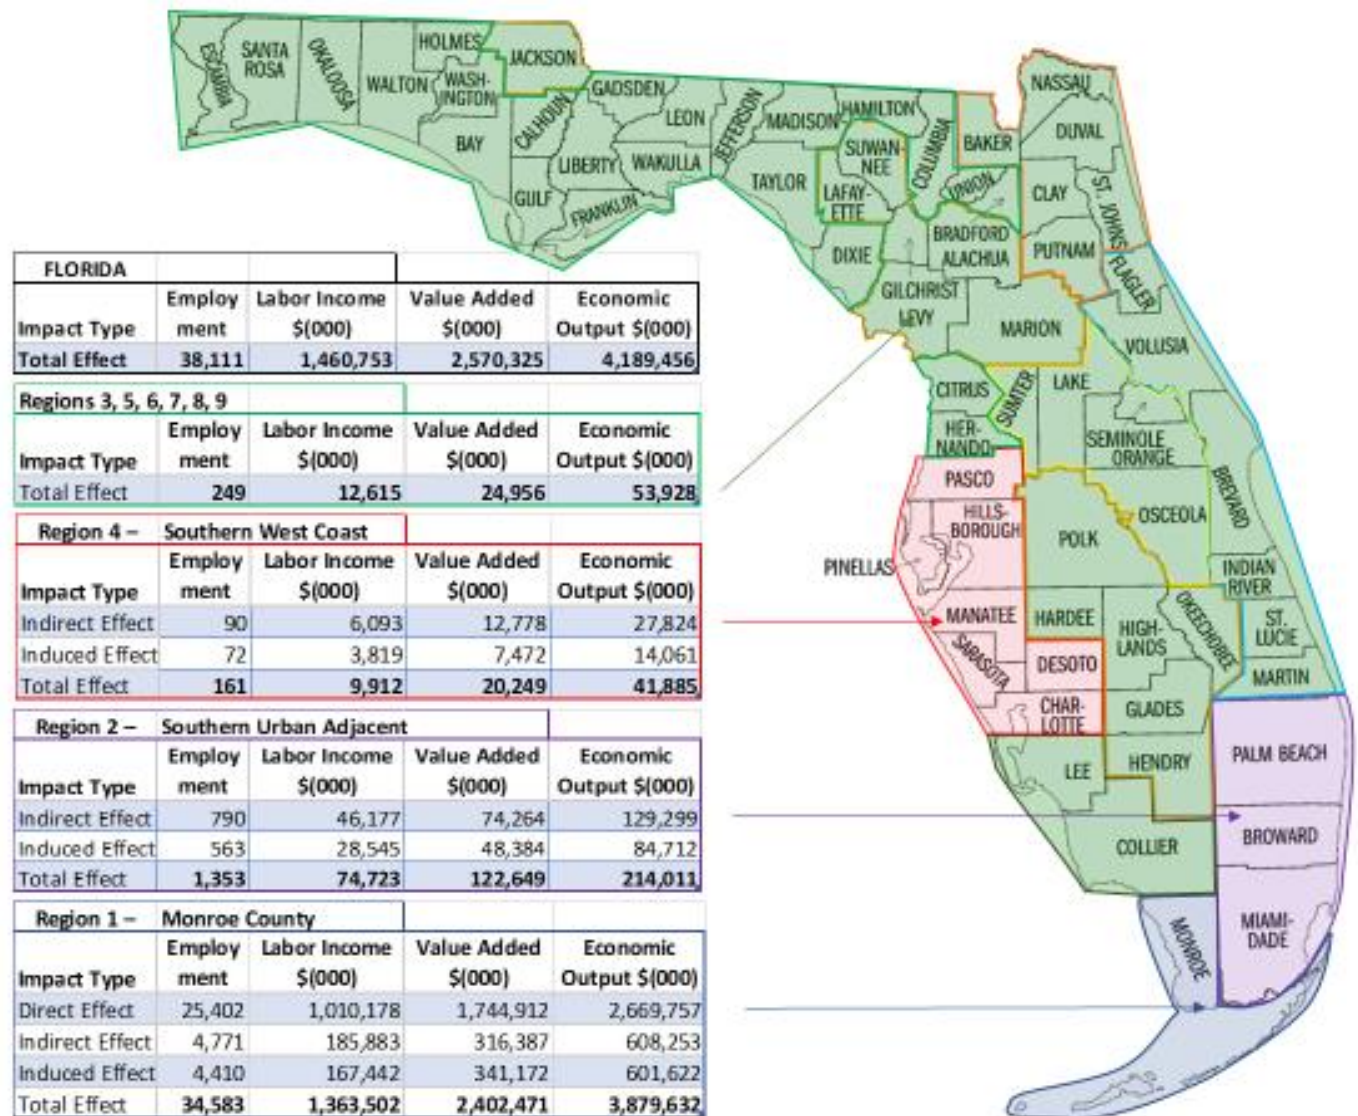 HOLMES
JACKSON
ESCAMBIA
SANTA
ROSA
OKALOOSA
WALTON
WASH-
INGTON
BAY
CALHOUN
GULF
LIBERTY
FRANKLIN
GADSDEN
LEON
WAKULLA
JEFFERSON
MADISON
TAYLOR
HAMILTON
SUWAN-
NEE
LAFAY-
ETTE
DIXIE
COLUMBIA
BAKER
UNION
NASSAU
DUVAL
CLAY
ST. JOHNS
PUTNAM
FLAGLER
BRADFORD
ALACHUA
GILCHRIST
LEVY
MARION
VOLUSIA
CITRUS
SUMTER
LAKE
HER-
NANDO
SEMINOLE
ORANGE
BREVARD
PASCO
HILLS-
BOROUGH
PINELLAS
POLK
OSCEOLA
INDIAN
RIVER
MANATEE
HARDEE
HIGH-
LANDS
OKEECHOBEE
ST.
LUCIE
SARASOTA
DESOTO
MARTIN
CHAR-
LOTTE
GLADES
LEE
HENDRY
PALM BEACH
COLLIER
BROWARD
MONROE
MIAMI-
DADE
FLORIDA
Employ Labor Income Value Added Economic
Impact Type ment $(000) $(000) Output $(000)
Total Effect 38,111 1,460,753 2,570,325 4,189,456
Regions 3, 5, 6, 7, 8, 9
Employ Labor Income Value Added Economic
Impact Type ment $(000) $(000) Output $(000)
Total Effect 249 12,615 24,956 53,928
Region 4 – Southern West Coast
Employ Labor Income Value Added Economic
Impact Type ment $(000) $(000) Output $(000)
Indirect Effect 90 6,093 12,778 27,824
Induced Effect 72 3,819 7,472 14,061
Total Effect 161 9,912 20,249 41,885
Region 2 – Southern Urban Adjacent
Employ Labor Income Value Added Economic
Impact Type ment $(000) $(000) Output $(000)
Indirect Effect 790 46,177 74,264 129,299
Induced Effect 563 28,545 48,384 84,712
Total Effect 1,353 74,723 122,649 214,011
Region 1 – Monroe County
Employ Labor Income Value Added Economic
Impact Type ment $(000) $(000) Output $(000)
Direct Effect 25,402 1,010,178 1,744,912 2,669,757
Indirect Effect 4,771 185,883 316,387 608,253
Induced Effect 4,410 167,442 341,172 601,622
Total Effect 34,583 1,363,502 2,402,471 3,879,632